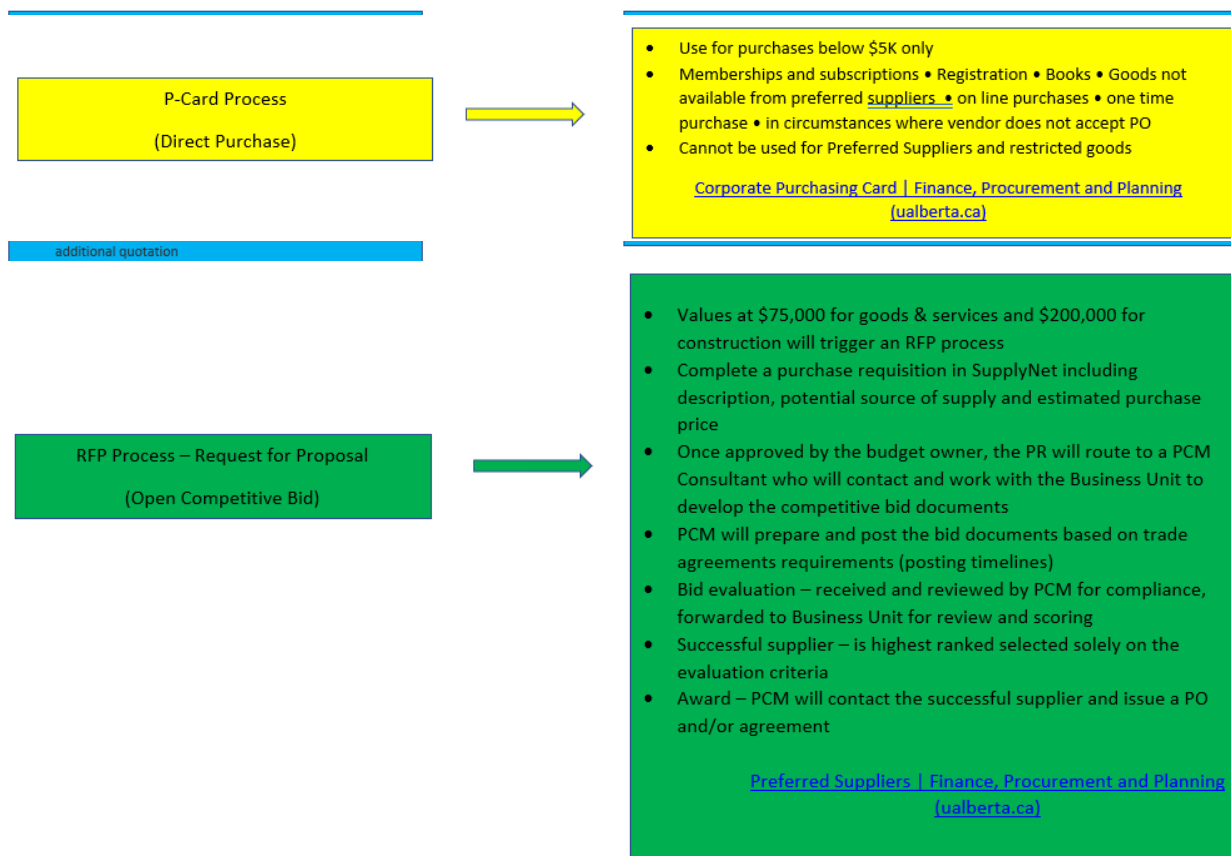 P-Card Process
(Direct Purchase)
• Use for purchases below $5K only
• Memberships and subscriptions • Registration • Books • Goods not
available from preferred suppliers • on line purchases • one time
purchase • in circumstances where vendor does not accept PO
• Cannot be used for Preferred Suppliers and restricted goods
Corporate Purchasing Card | Finance, Procurement and Planning
(ualberta.ca)
additional quotation
RFP Process – Request for Proposal
(Open Competitive Bid)
• Values at $75,000 for goods & services and $200,000 for
construction will trigger an RFP process
• Complete a purchase requisition in SupplyNet including
description, potential source of supply and estimated purchase
price
• Once approved by the budget owner, the PR will route to a PCM
Consultant who will contact and work with the Business Unit to
develop the competitive bid documents
• PCM will prepare and post the bid documents based on trade
agreements requirements (posting timelines)
• Bid evaluation – received and reviewed by PCM for compliance,
forwarded to Business Unit for review and scoring
• Successful supplier – is highest ranked selected solely on the
evaluation criteria
• Award – PCM will contact the successful supplier and issue a PO
and/or agreement
Preferred Suppliers | Finance, Procurement and Planning
(ualberta.ca)